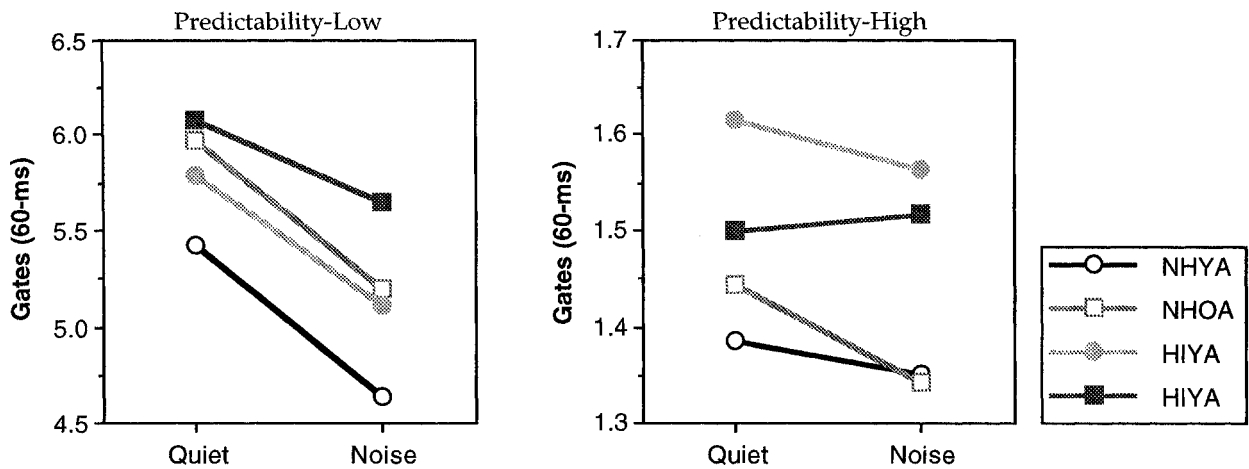 Predictability-Low
Predictability-High
Gates (60-ms)
6.5
6.0
5.5
5.0
4.5
Quiet
Noise
Gates (60-ms)
1.7
1.6
1.5
1.4
1.3
Quiet
Noise
NHYA
NHOA
HIYA
HIYA